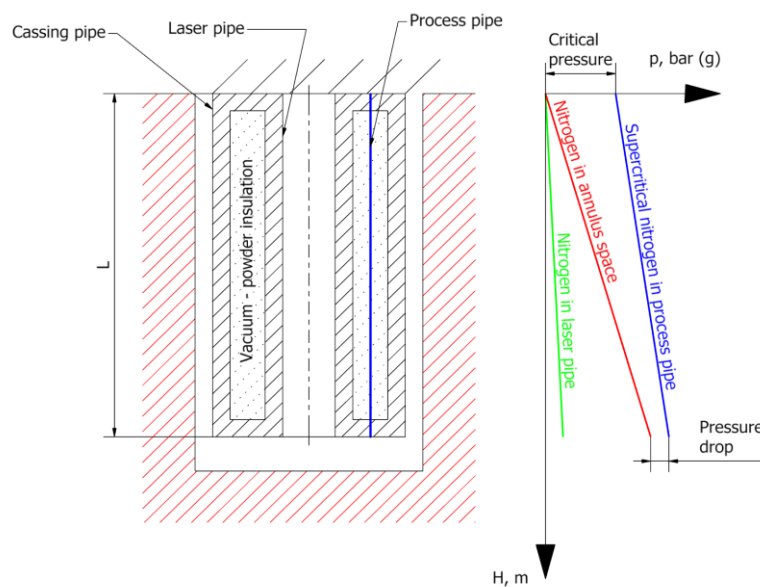 Cassing pipe
Laser pipe
Process pipe
Vacuum - powder insulation
L
Critical
pressure
p, bar (g)
Nitrogen in laser pipe
Nitrogen in annulus space
Supercritical nitrogen in process pipe
Pressure
drop
H, m